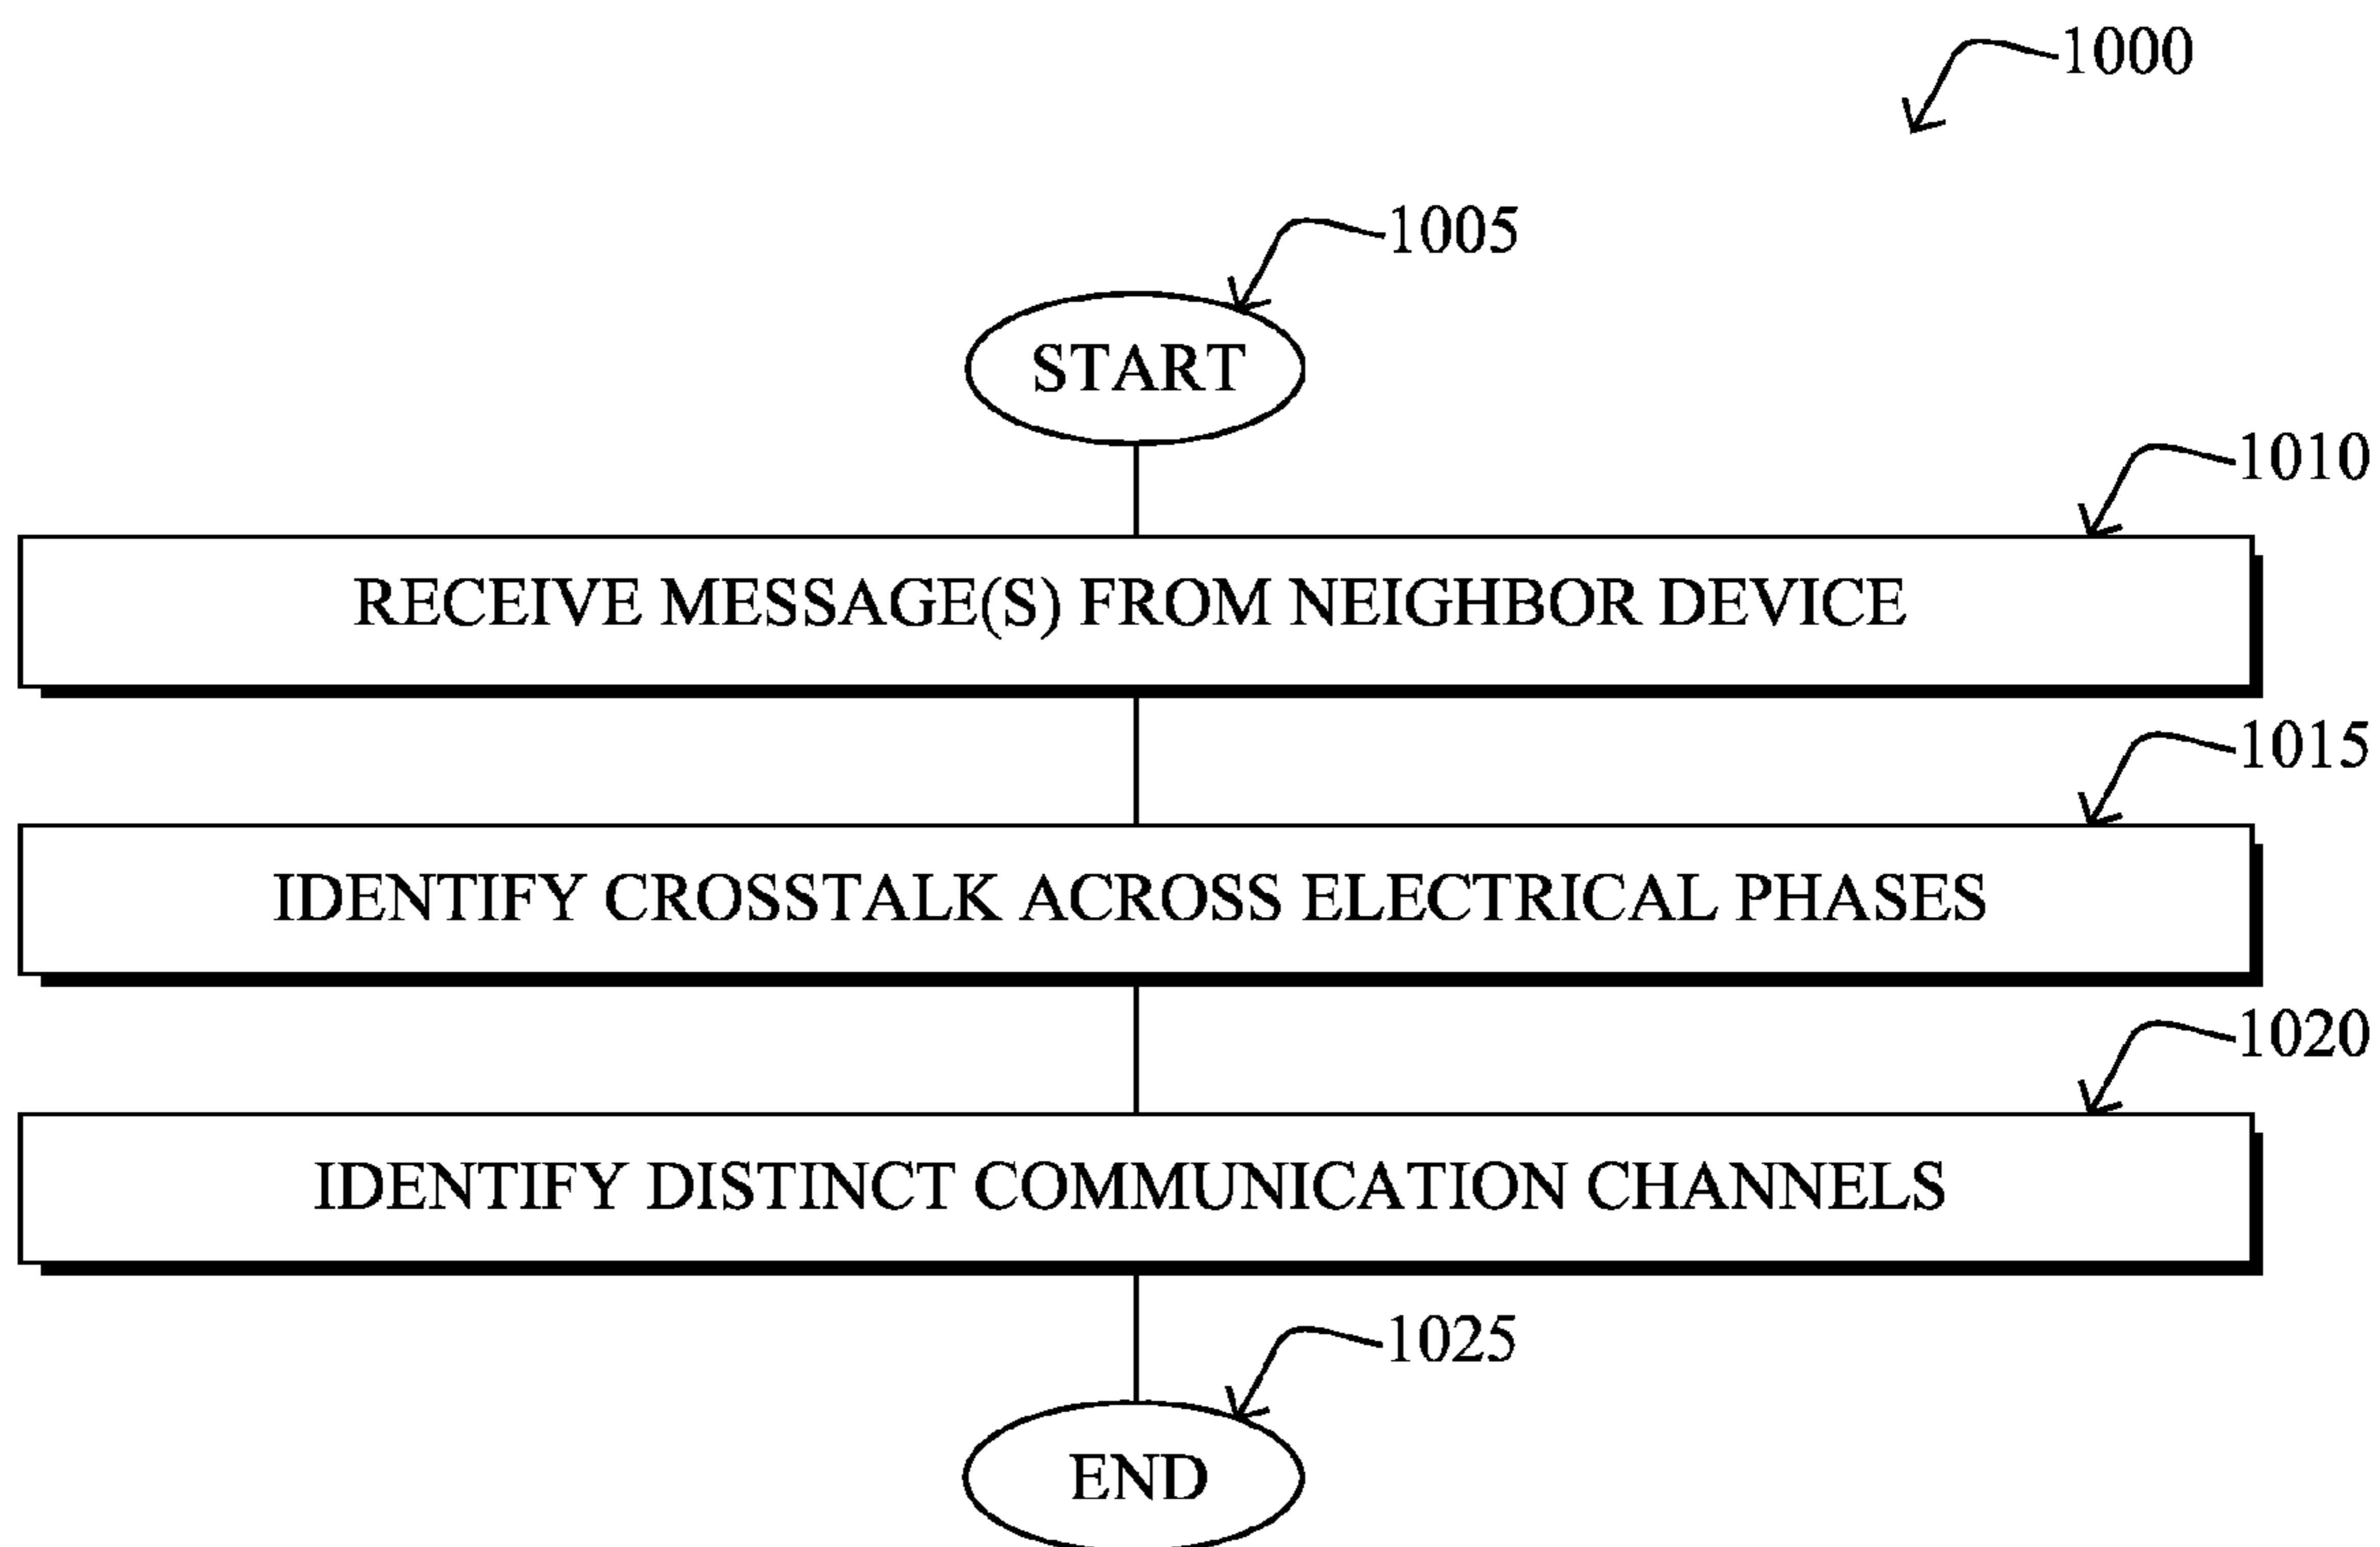 1000
1005
START
1010
RECEIVE MESSAGE(S) FROM NEIGHBOR DEVICE
1015
IDENTIFY CROSSTALK ACROSS ELECTRICAL PHASES
1020
IDENTIFY DISTINCT COMMUNICATION CHANNELS
1025
END